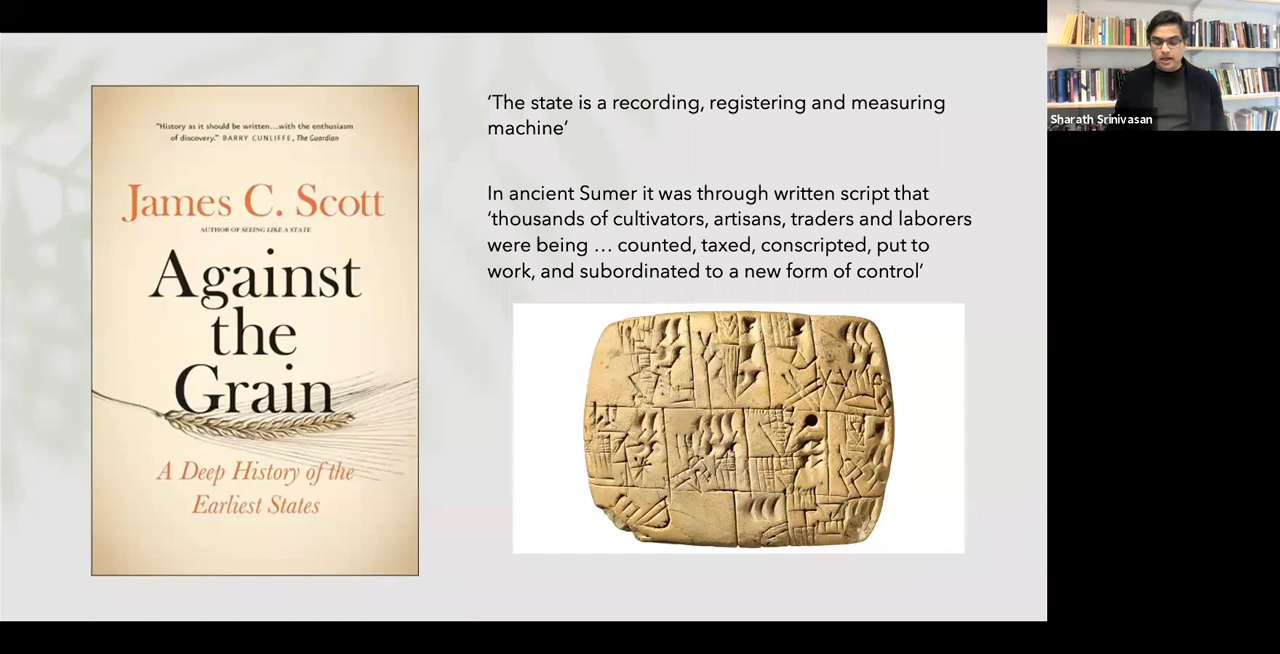 "History as it should be written...with the enthusiasm
of discovery." BARRY CUNLIFFE, The Guardian
James C. Scott
AUTHOR OF SEEING LIKE A STATE
Against
the
Grain
A Deep History of the
Earliest States
‘The state is a recording, registering and measuring
machine’
In ancient Sumer it was through written script that
‘thousands of cultivators, artisans, traders and laborers
were being … counted, taxed, conscripted, put to
work, and subordinated to a new form of control’
Sharath Srinivasan